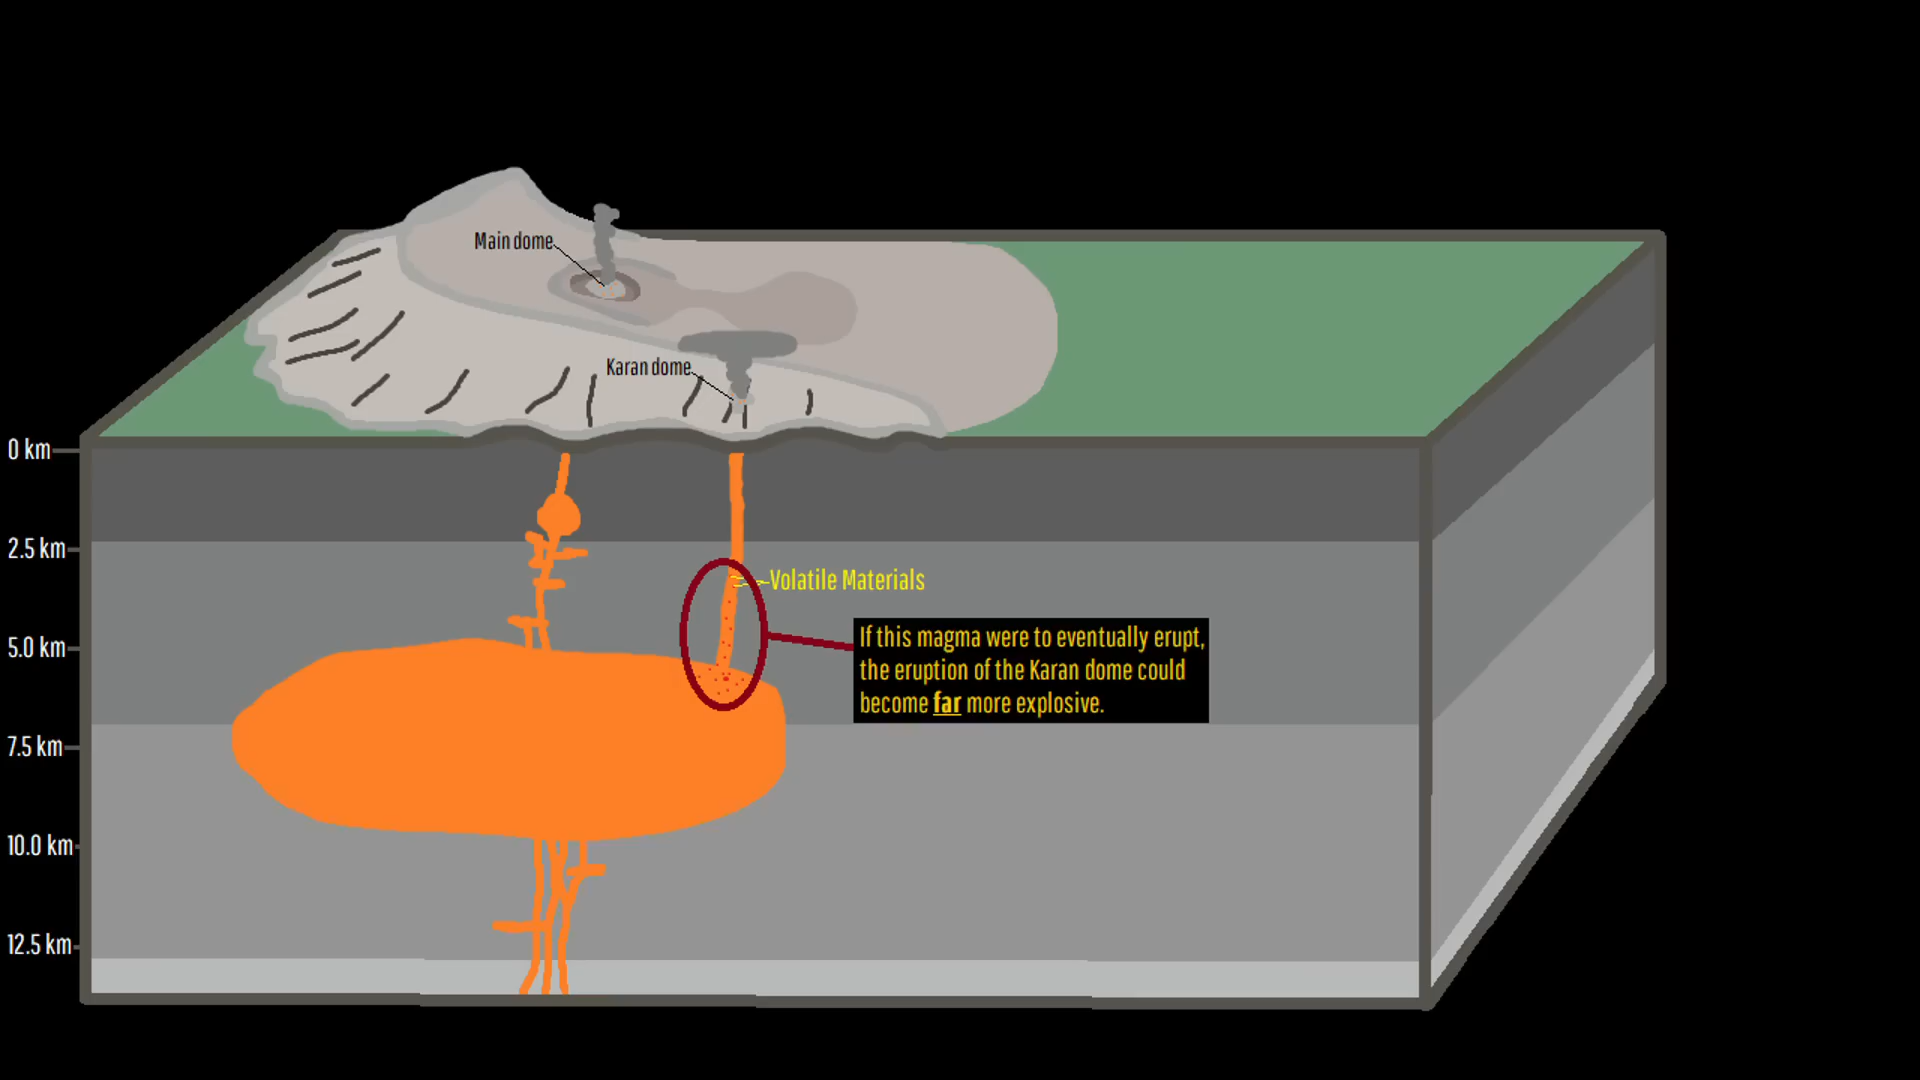 Main dome
Karan dome
0 km
2.5 km
Volatile Materials
If this magma were to eventually erupt,
the eruption of the Karan dome could
become far more explosive.
5.0 km
7.5 km
10.0 km
12.5 km